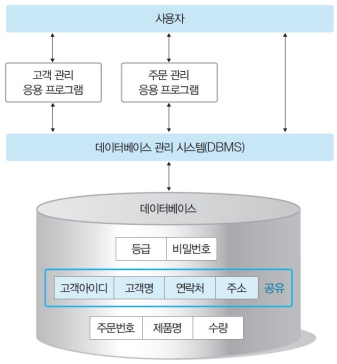 사용자
고객 관리 주문 관리
응용 프로그램 응용 프로그램
데이터베이스 관리 시스템(DBMS)
데이터베이스
등급 비밀번호
고객아이디 고객명 연락처 주소 공유
주문번호 제품명 수량